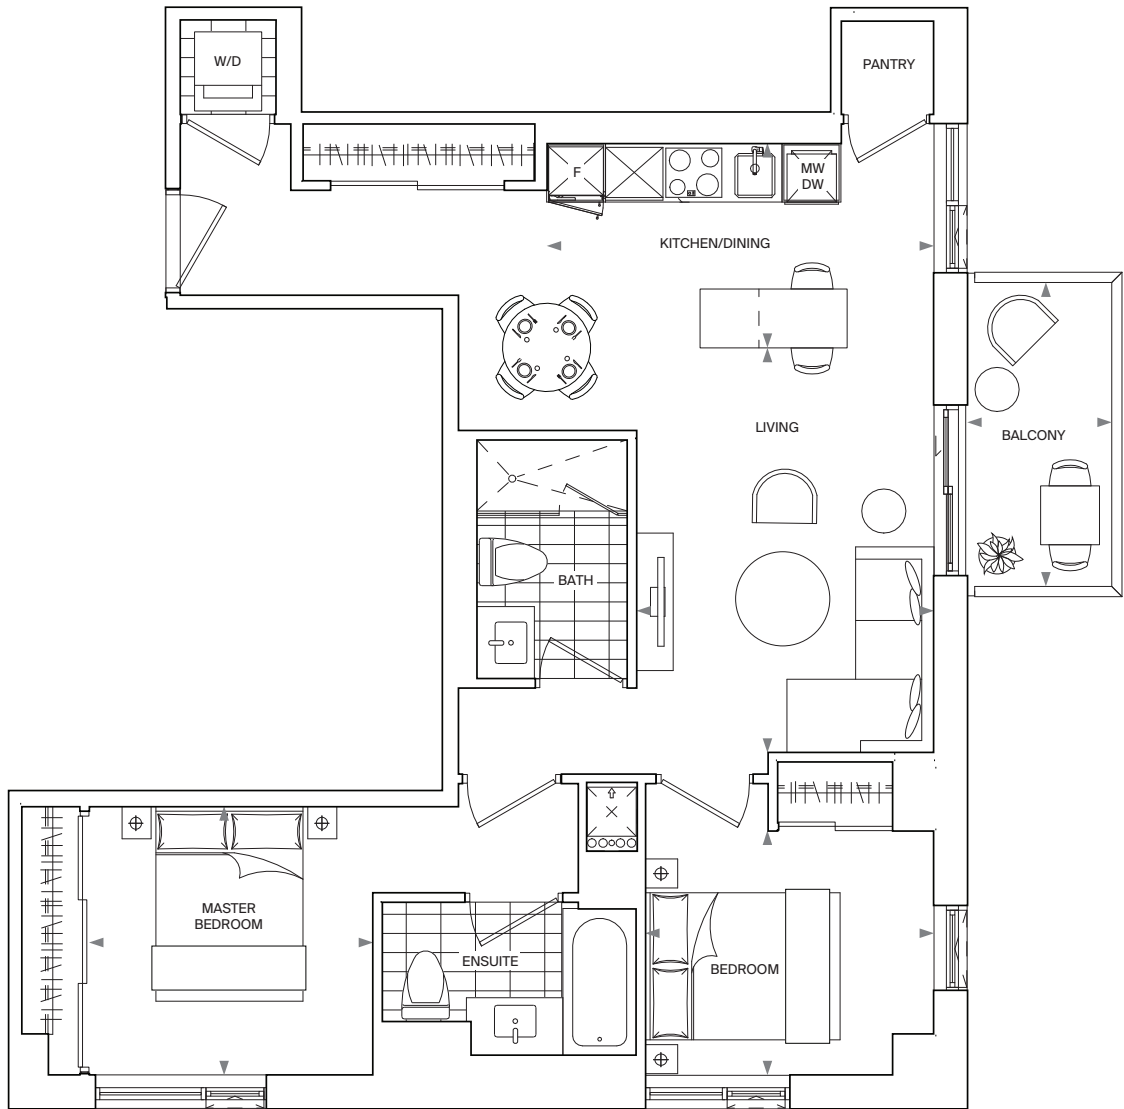 W/D
PANTRY
F
MW
DW
KITCHEN/DINING
LIVING
BALCONY
BATH
MASTER
BEDROOM
ENSUITE
BEDROOM